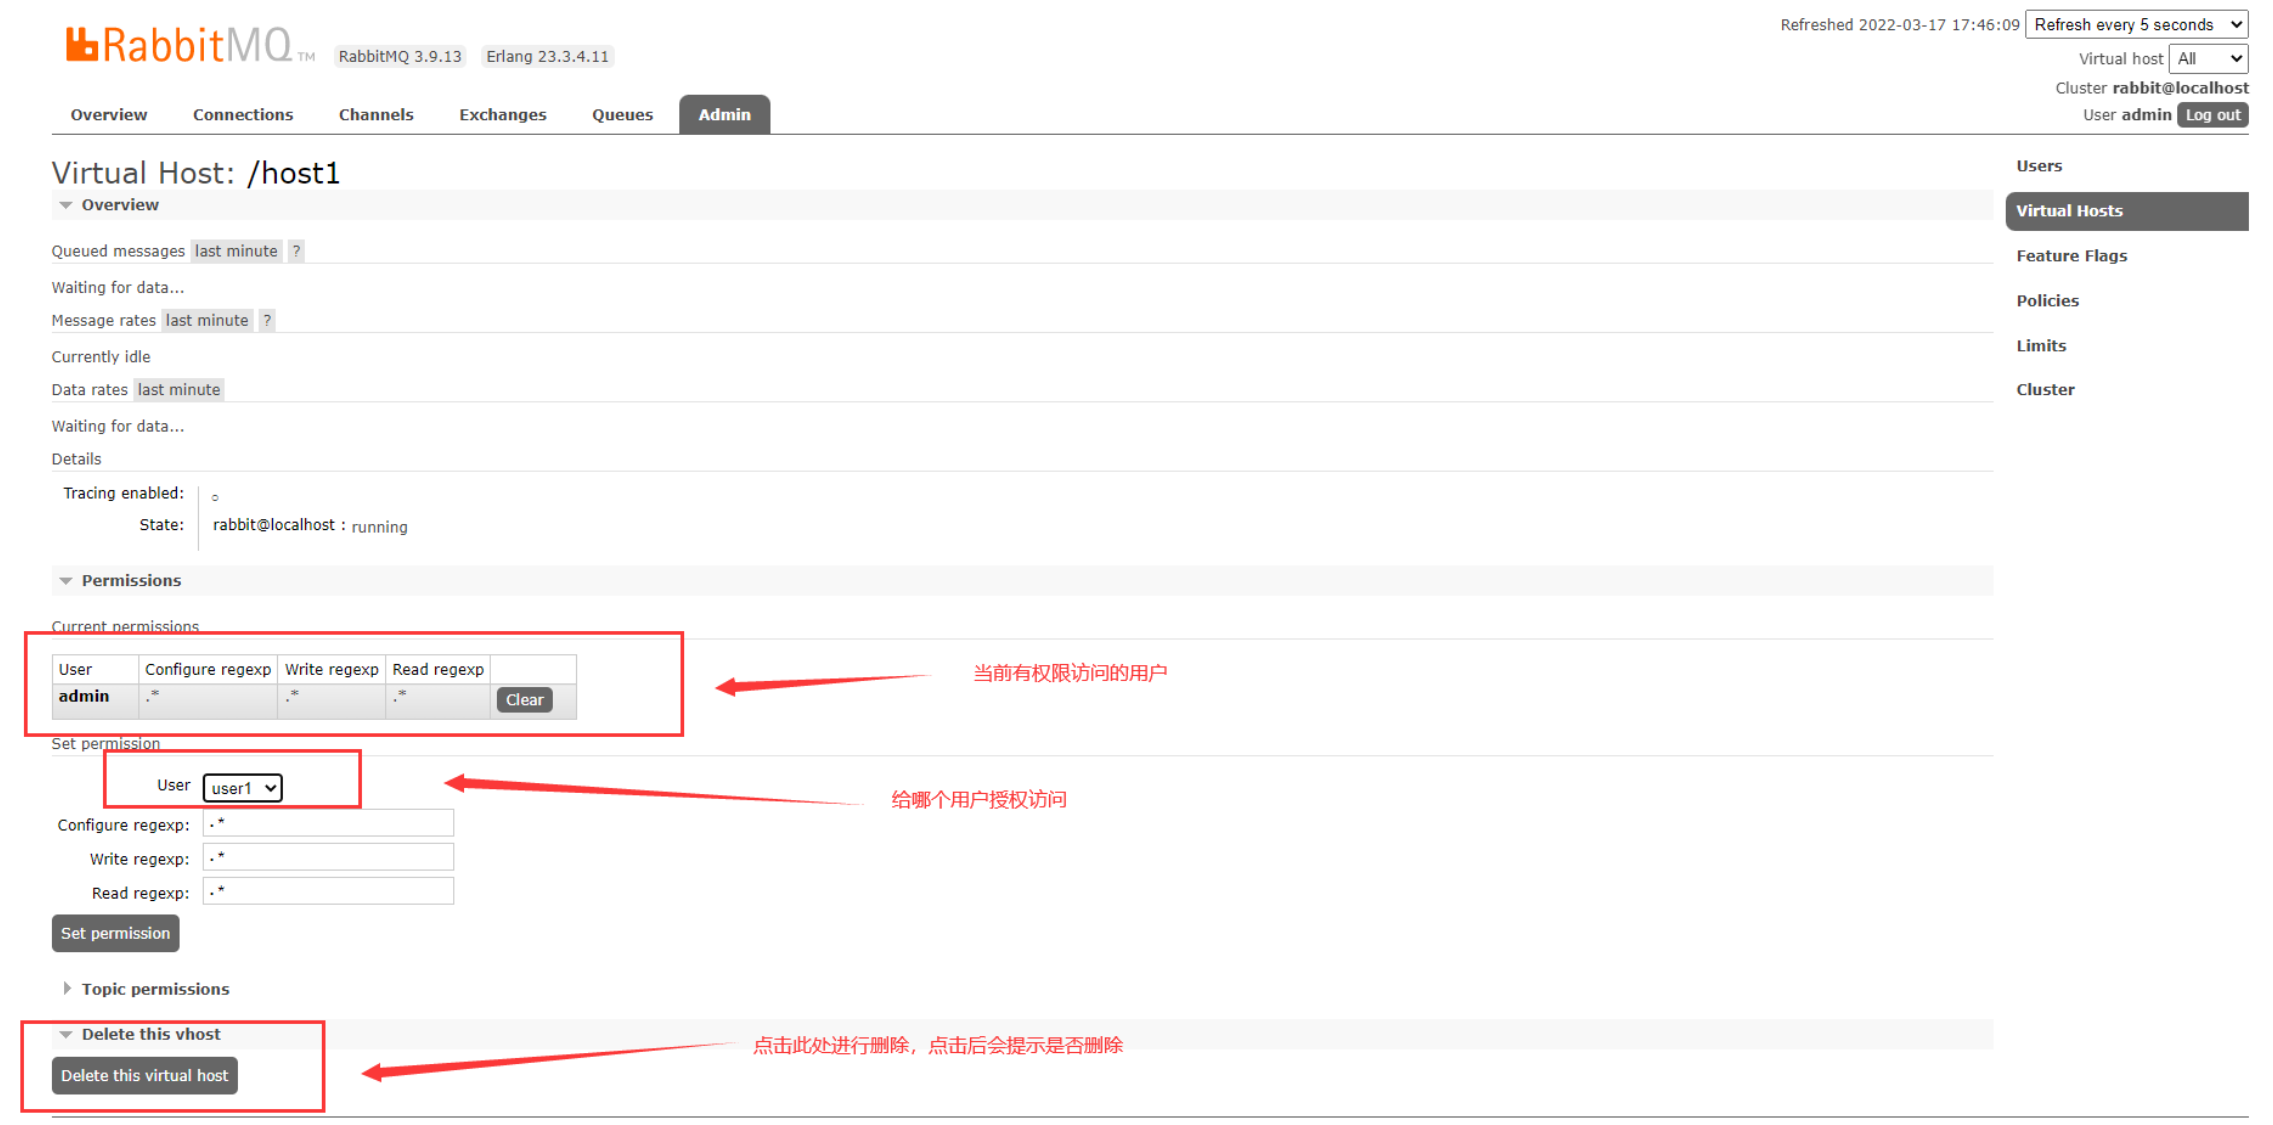 RabbitMQ TM RabbitMQ 3.9.13 Erlang 23.3.4.11
Refreshed 2022-03-17 17:46:09 Refresh every 5 seconds
Virtual host All
Cluster rabbit@localhost
User admin Log out
Overview Connections Channels Exchanges Queues Admin
Virtual Host: /host1
Overview
Queued messages last minute ?
Waiting for data...
Message rates last minute ?
Currently idle
Data rates last minute
Waiting for data...
Details
Tracing enabled: ○
State: rabbit@localhost : running
Permissions
Current permissions
User Configure regexp Write regexp Read regexp
admin .* .* .* Clear
当前有权限访问的用户
Set permission
User user1
给哪个用户授权访问
Configure regexp: .*
Write regexp: .*
Read regexp: .*
Set permission
Topic permissions
Delete this vhost
点击此处进行删除，点击后会提示是否删除
Delete this virtual host
Users
Virtual Hosts
Feature Flags
Policies
Limits
Cluster